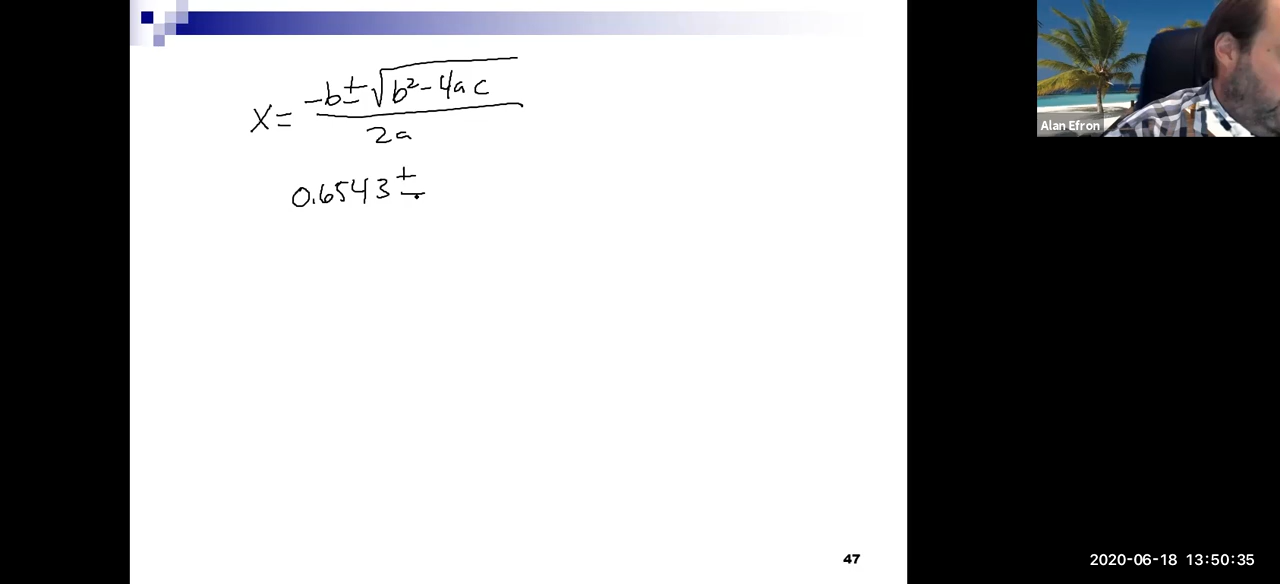 x = -b ± √b² - 4ac
2a
0.6543 ±
47
Alan Efron
2020-06-18 13:50:35